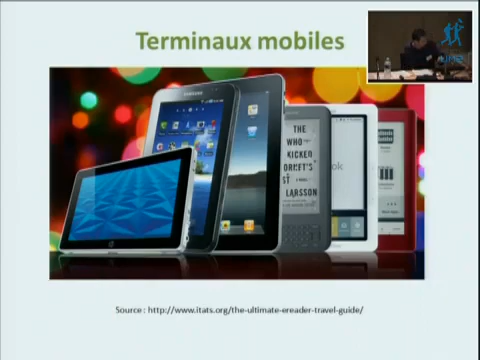 Terminaux mobiles
SAMSUNG
THE
WHO
KICKED
LARSSON
Source : http://www.itats.org/the-ultimate-ereader-travel-guide/